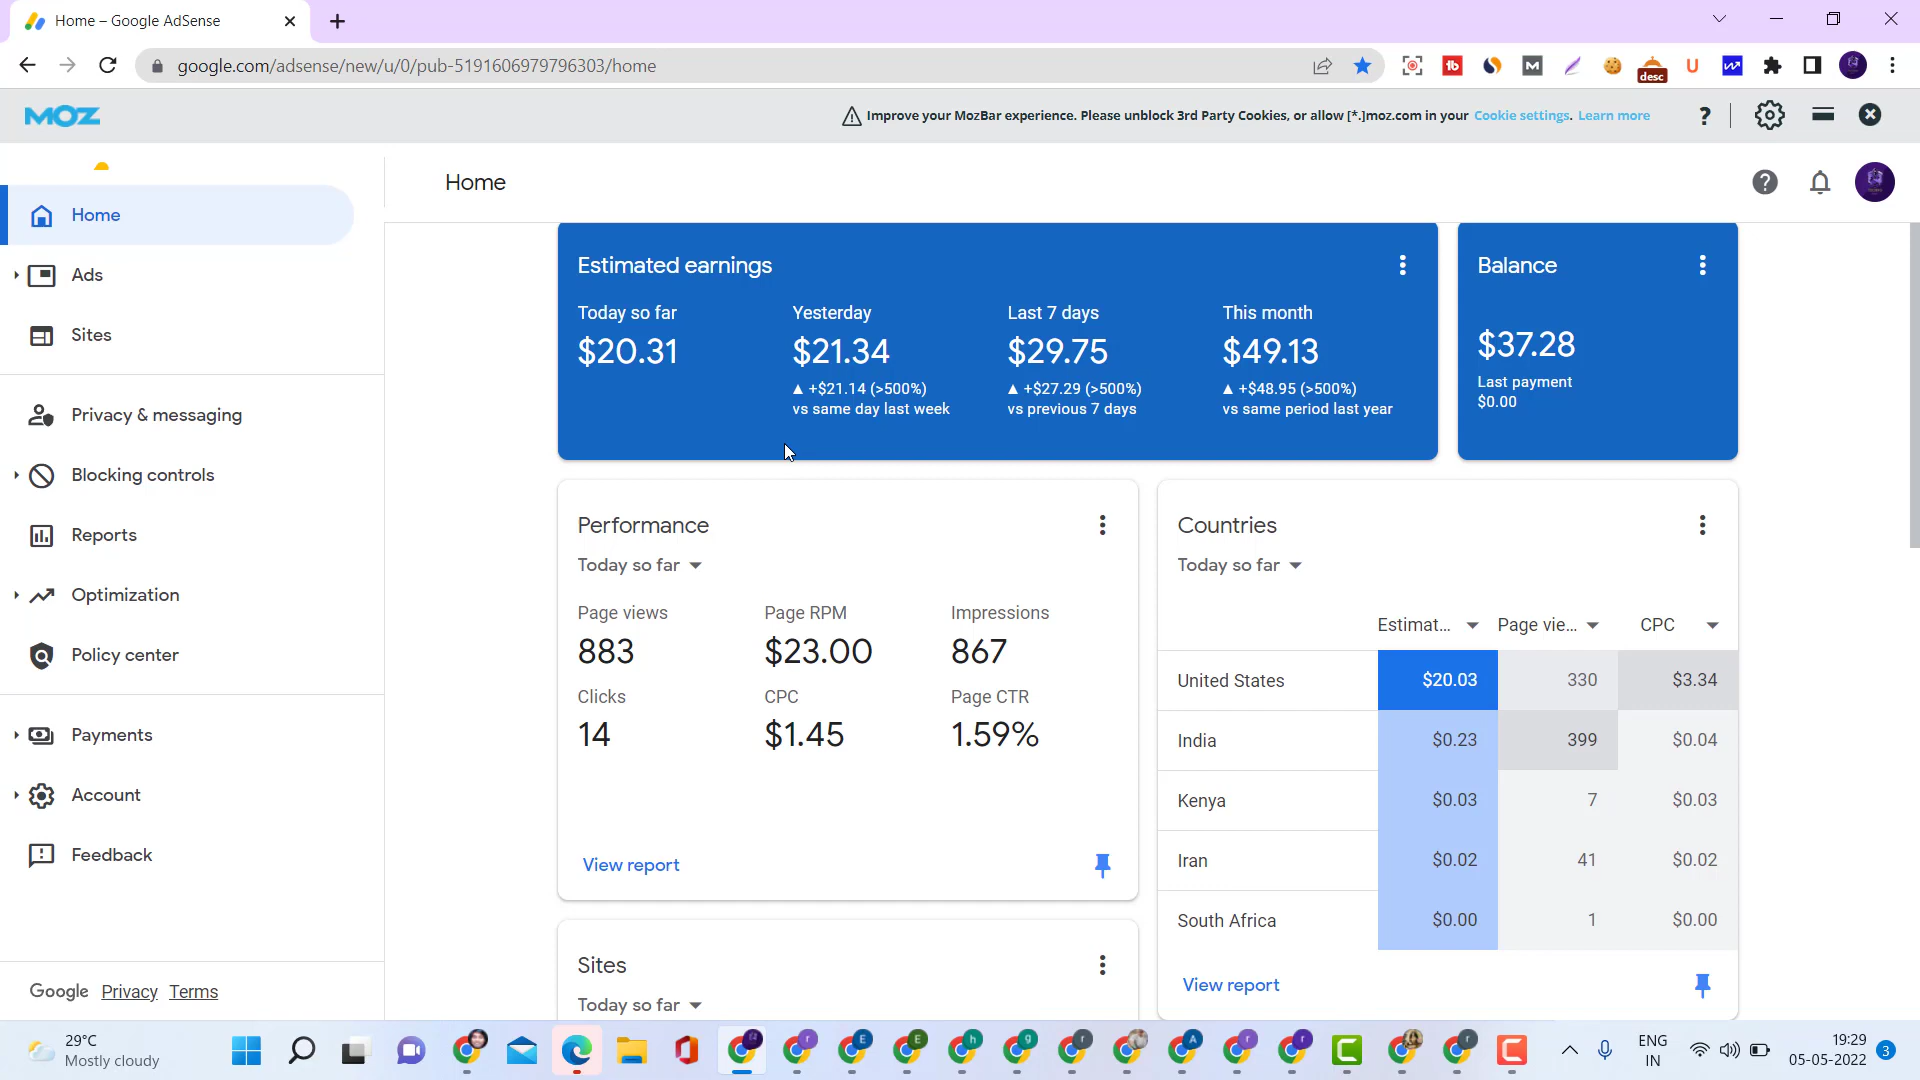 Home – Google AdSense
google.com/adsense/new/u/0/pub-5191606979796303/home
desc
MOZ
Improve your MozBar experience. Please unblock 3rd Party Cookies, or allow [*.]moz.com in your Cookie settings. Learn more
Home
Home
Ads
Sites
Privacy & messaging
Blocking controls
Reports
Optimization
Policy center
Payments
Account
Feedback
Google Privacy Terms
Estimated earnings
Today so far
$20.31
Yesterday
$21.34
+$21.14 (>500%)
vs same day last week
Last 7 days
$29.75
+$27.29 (>500%)
vs previous 7 days
This month
$49.13
+$48.95 (>500%)
vs same period last year
Balance
$37.28
Last payment
$0.00
Performance
Today so far
Page views
883
Page RPM
$23.00
Impressions
867
Clicks
14
CPC
$1.45
Page CTR
1.59%
View report
Countries
Today so far
Estimat... Page vie... CPC
United States $20.03 330 $3.34
India $0.23 399 $0.04
Kenya $0.03 7 $0.03
Iran $0.02 41 $0.02
South Africa $0.00 1 $0.00
View report
Sites
Today so far
29°C
Mostly cloudy
ENG
IN
19:29
05-05-2022
3